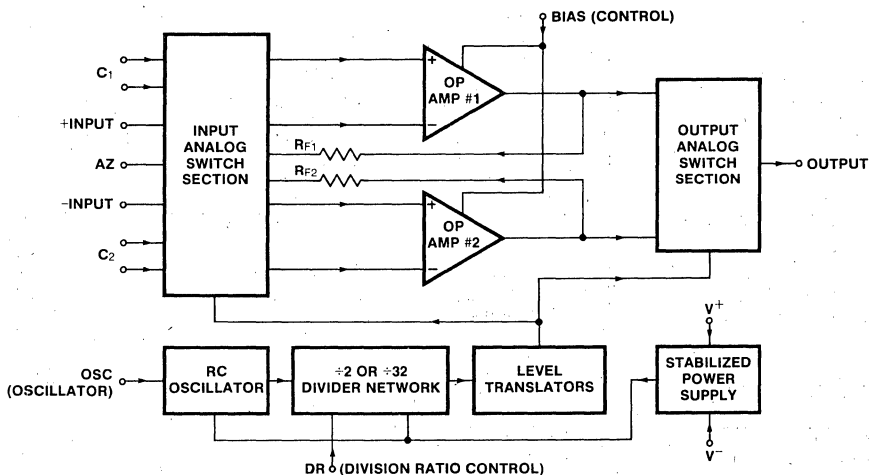 BIAS (CONTROL)
C1
+INPUT
AZ
-INPUT
C2
INPUT
ANALOG
SWITCH
SECTION
RF1
RF2
+
OP
AMP #1
−
+
OP
AMP #2
−
OUTPUT
ANALOG
SWITCH
SECTION
OUTPUT
OSC
(OSCILLATOR)
RC
OSCILLATOR
÷2 OR ÷32
DIVIDER NETWORK
LEVEL
TRANSLATORS
V+
STABILIZED
POWER
SUPPLY
V−
DR (DIVISION RATIO CONTROL)